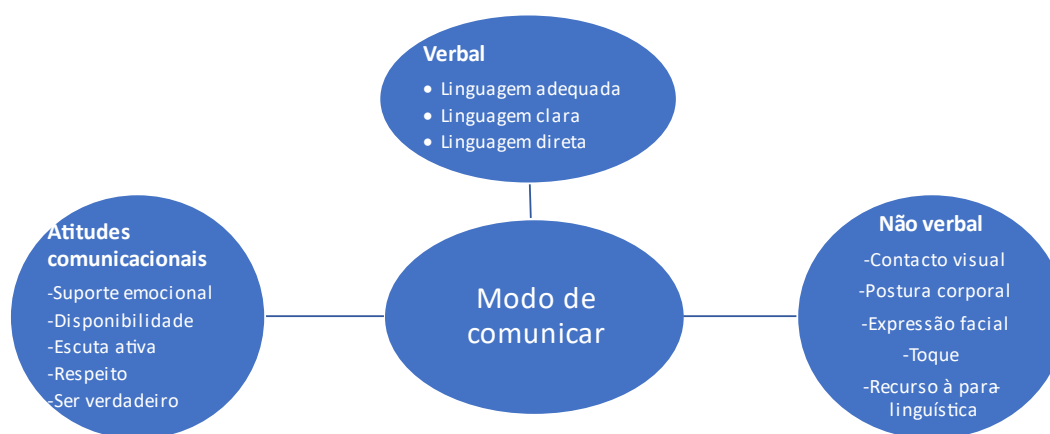 Verbal
• Linguagem adequada
• Linguagem clara
• Linguagem direta
Atitudes
comunicacionais
-Suporte emocional
-Disponibilidade
-Escuta ativa
-Respeito
-Ser verdadeiro
Modo de
comunicar
Não verbal
-Contacto visual
-Postura corporal
-Expressão facial
-Toque
-Recurso à para-
linguística